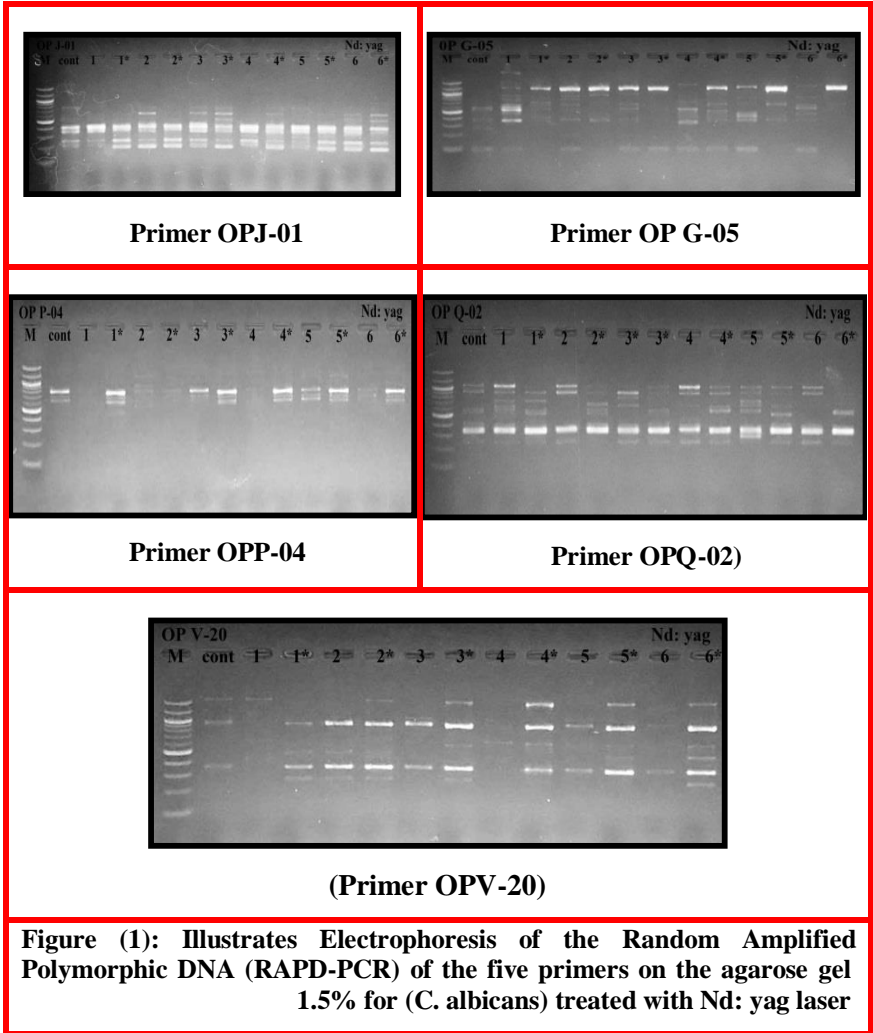 OP J-01 Nd: yag
M cont 1 1* 2 2* 3 3* 4 4* 5 5* 6 6*
Primer OPJ-01
OP G-05 Nd: yag
M cont 1 1* 2 2* 3 3* 4 4* 5 5* 6 6*
Primer OP G-05
OP P-04 Nd: yag
M cont 1 1* 2 2* 3 3* 4 4* 5 5* 6 6*
Primer OPP-04
OP Q-02 Nd: yag
M cont 1 1* 2 2* 3* 3* 4 4* 5 5* 6 6*
Primer OPQ-02)
OP V-20 Nd: yag
M cont 1 1* 2 2* 3 3* 4 4* 5 5* 6 6*
(Primer OPV-20)
Figure (1): Illustrates Electrophoresis of the Random Amplified
Polymorphic DNA (RAPD-PCR) of the five primers on the agarose gel
1.5% for (C. albicans) treated with Nd: yag laser